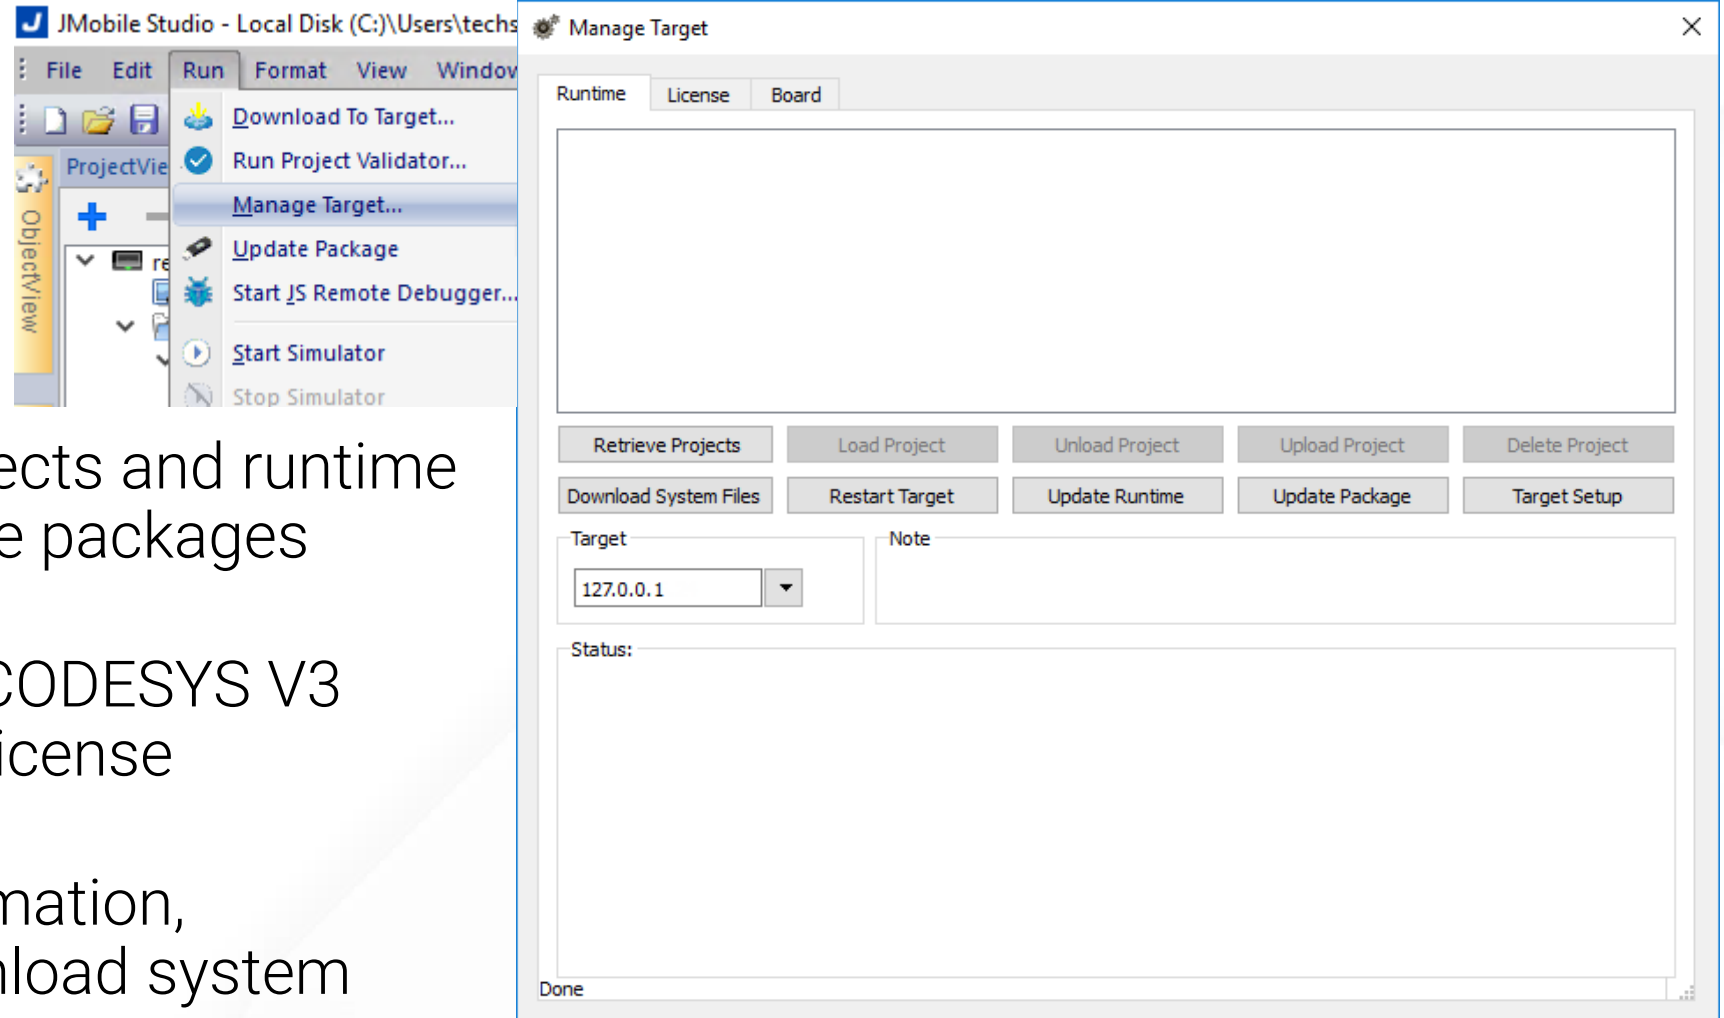 JMobile Studio - Local Disk (C:)\Users\techs
File Edit Run Format View Window
Download To Target...
Run Project Validator...
Manage Target...
Update Package
Start JS Remote Debugger...
Start Simulator
Stop Simulator
ProjectVie
ObjectView
re
ects and runtime
e packages
CODESYS V3
icense
mation,
nload system
Manage Target
Runtime License Board
Retrieve Projects Load Project Unload Project Upload Project Delete Project
Download System Files Restart Target Update Runtime Update Package Target Setup
Target Note
127.0.0.1
Status:
Done